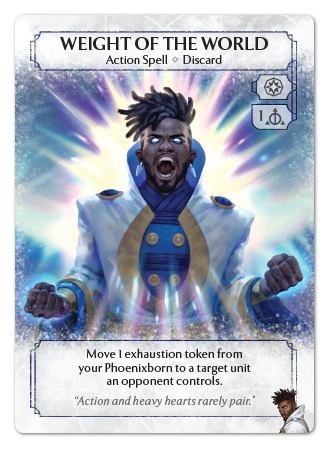 WEIGHT OF THE WORLD
Action Spell ⟐ Discard
1
Move 1 exhaustion token from
your Phoenixborn to a target unit
an opponent controls.
"Action and heavy hearts rarely pair."